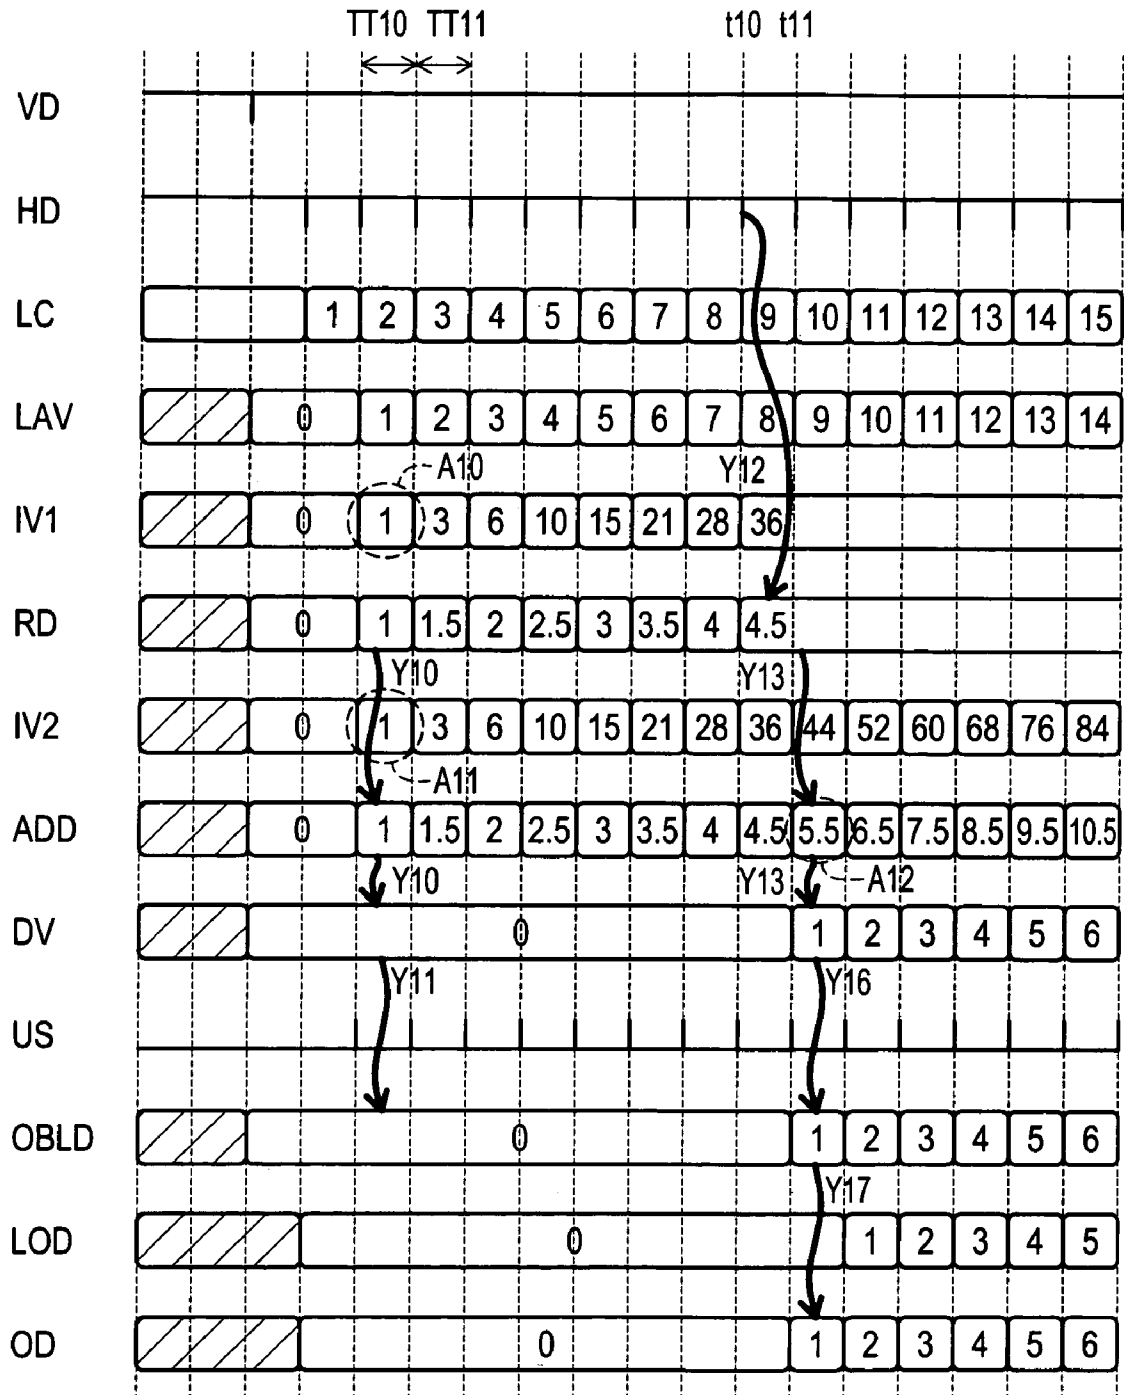 TT10 TT11 t10 t11
VD
HD
LC 1 2 3 4 5 6 7 8 9 10 11 12 13 14 15
LAV 0 1 2 3 4 5 6 7 8 9 10 11 12 13 14
A10 Y12
IV1 0 1 3 6 10 15 21 28 36
RD 0 1 1.5 2 2.5 3 3.5 4 4.5
Y10 Y13
IV2 0 1 3 6 10 15 21 28 36 44 52 60 68 76 84
A11
ADD 0 1 1.5 2 2.5 3 3.5 4 4.5 5.5 6.5 7.5 8.5 9.5 10.5
Y10 Y13 A12
DV 0 1 2 3 4 5 6
Y11 Y16
US
OBLD 0 1 2 3 4 5 6
Y17
LOD 0 1 2 3 4 5
OD 0 1 2 3 4 5 6